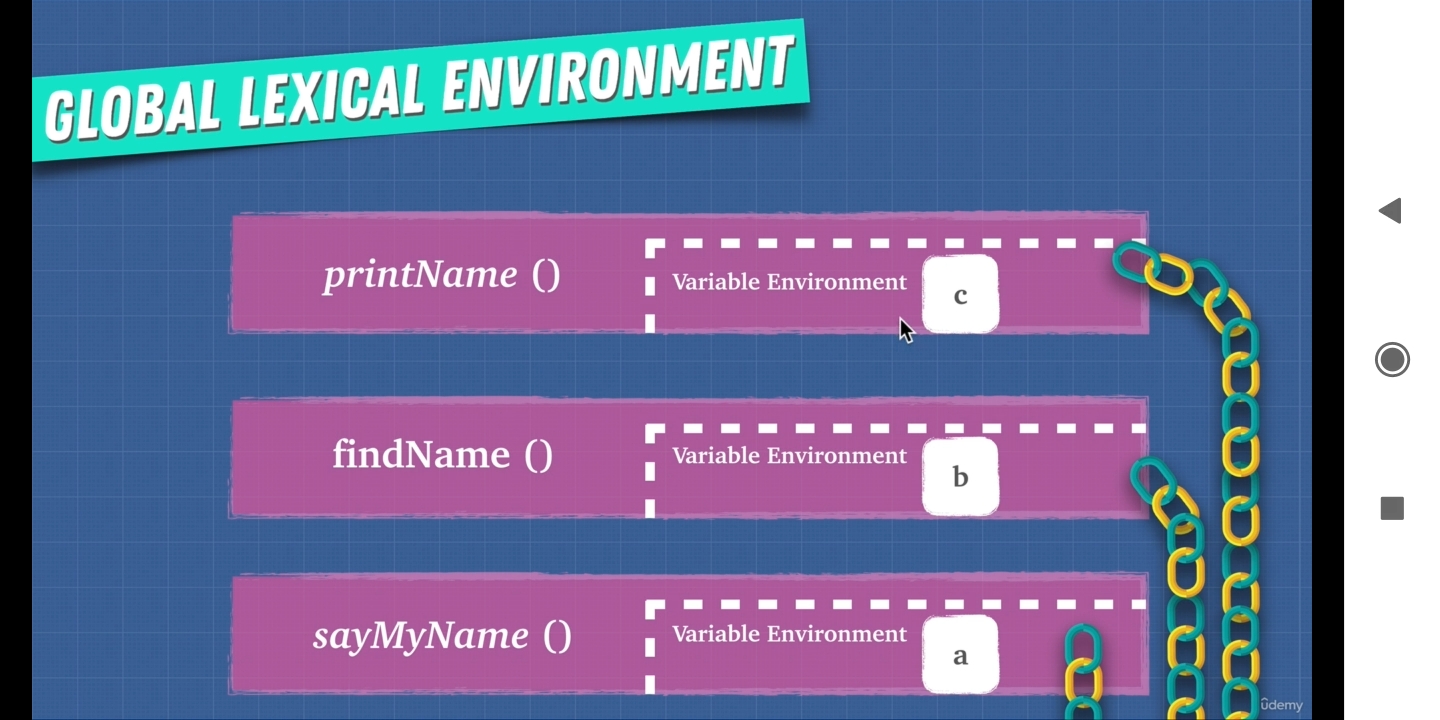 GLOBAL LEXICAL ENVIRONMENT
printName ()
Variable Environment
c
findName ()
Variable Environment
b
sayMyName ()
Variable Environment
a
ûdemy